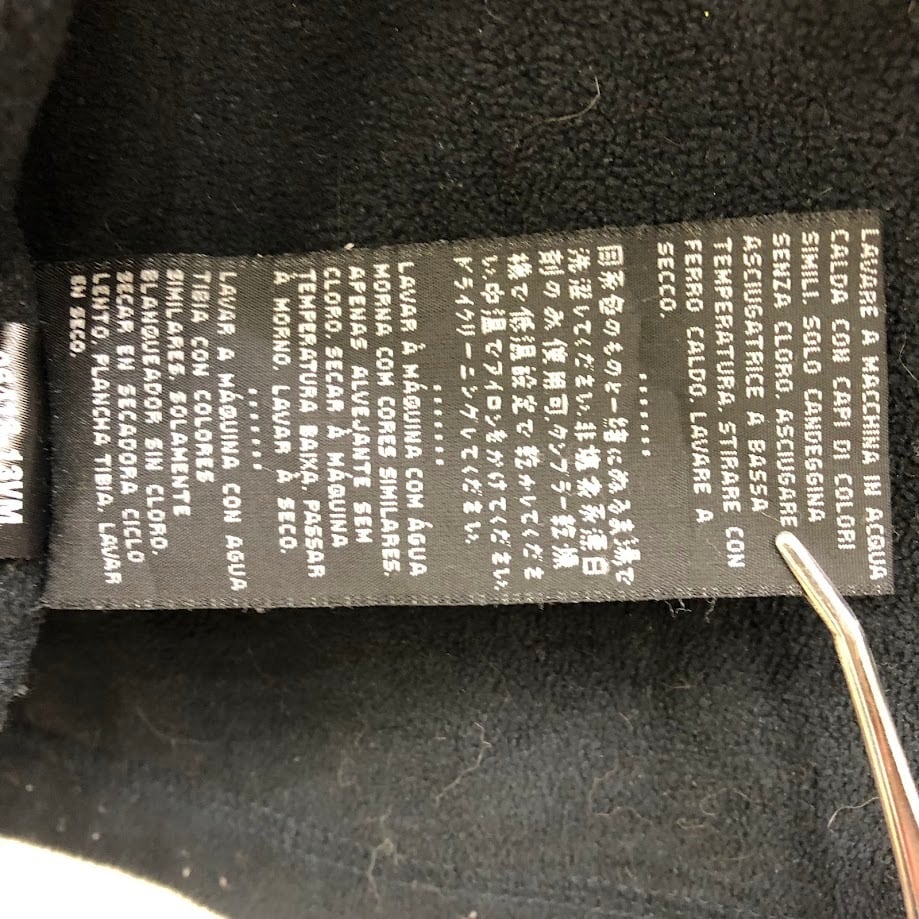 LAVARE A MACCHINA IN ACQUA
CALDA CON CAPI DI COLORI
SIMILI. SOLO CANDEGGINA
SENZA CLORO. ASCIUGARE
ASCIUGATRICE A BASSA
TEMPERATURA. STIRARE CON
FERRO CALDO. LAVARE A
SECCO.
......
同系色のものと一緒にぬるま湯で
洗濯してください.非塩素系漂白
剤のみ使用可.タンブラー乾燥
機で低温設定で乾かしてくださ
い.中温でアイロンをかけてください.
ドライクリーニングしてください.
......
LAVAR À MÁQUINA COM ÁGUA
MORNA COM CORES SIMILARES.
APENAS ALVEJANTE SEM
CLORO. SECAR À MÁQUINA
TEMPERATURA BAIXA. PASSAR
À MORNO. LAVAR À SECO.
......
LAVAR A MÁQUINA CON AGUA
TIBA CON COLORES
SIMILARES. SOLAMENTE
BLANQUEADOR SIN CLORO.
SECAR EN SECADORA CICLO
LENTO. PLANCHA TIBIA. LAVAR
EN SECO.